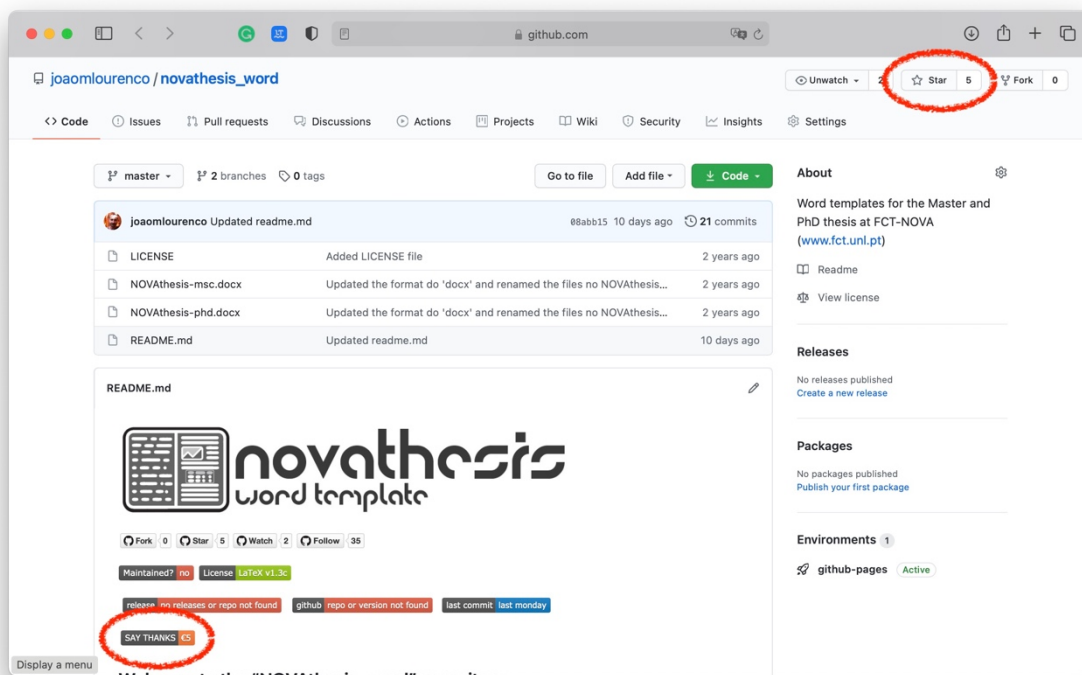 github.com
joaomlourenco / novathesis_word
Unwatch 2 Star 5 Fork 0
Code Issues Pull requests Discussions Actions Projects Wiki Security Insights Settings
master 2 branches 0 tags Go to file Add file Code
joaomlourenco Updated readme.md 08abb15 10 days ago 21 commits
LICENSE Added LICENSE file 2 years ago
NOVAthesis-msc.docx Updated the format do 'docx' and renamed the files no NOVAthesis... 2 years ago
NOVAthesis-phd.docx Updated the format do 'docx' and renamed the files no NOVAthesis... 2 years ago
README.md Updated readme.md 10 days ago
README.md
novathesis
word template
Fork 0 Star 5 Watch 2 Follow 35
Maintained? no License LaTeX v1.3c
release no releases or repo not found github repo or version not found last commit last monday
SAY THANKS €5
Display a menu
About
Word templates for the Master and
PhD thesis at FCT-NOVA
(www.fct.unl.pt)
Readme
View license
Releases
No releases published
Create a new release
Packages
No packages published
Publish your first package
Environments 1
github-pages Active